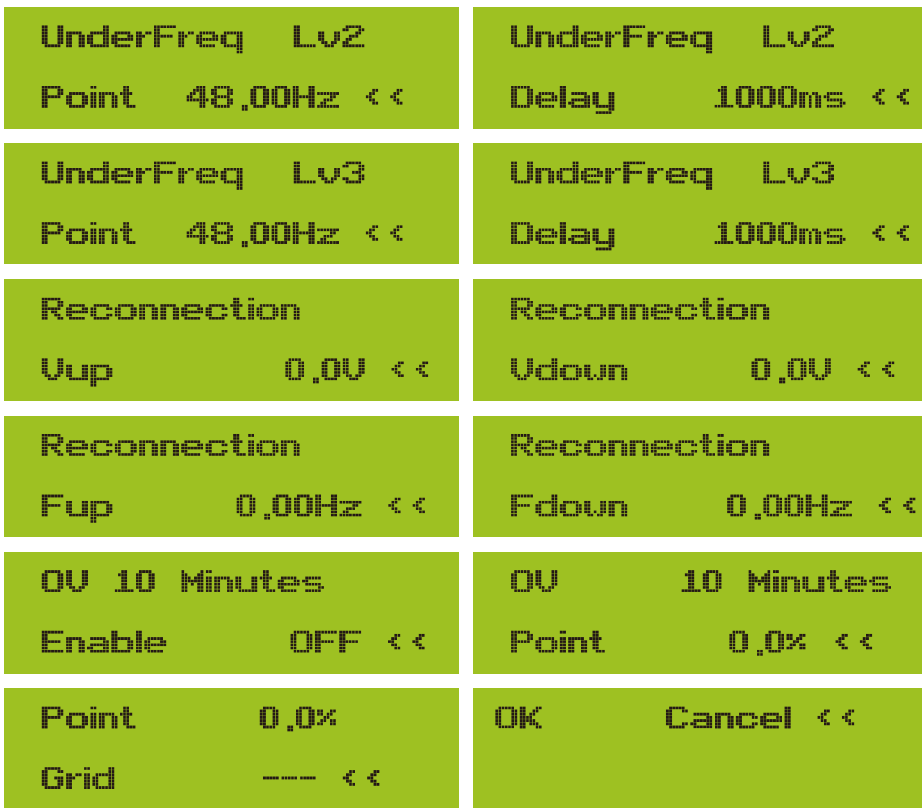 UnderFreq Lv2
Point 48.00Hz <<
UnderFreq Lv2
Delay 1000ms <<
UnderFreq Lv3
Point 48.00Hz <<
UnderFreq Lv3
Delay 1000ms <<
Reconnection
Vup 0.0V <<
Reconnection
Vdown 0.0V <<
Reconnection
Fup 0.00Hz <<
Reconnection
Fdown 0.00Hz <<
OV 10 Minutes
Enable OFF <<
OV 10 Minutes
Point 0.0% <<
Point 0.0%
Grid --- <<
OK Cancel <<